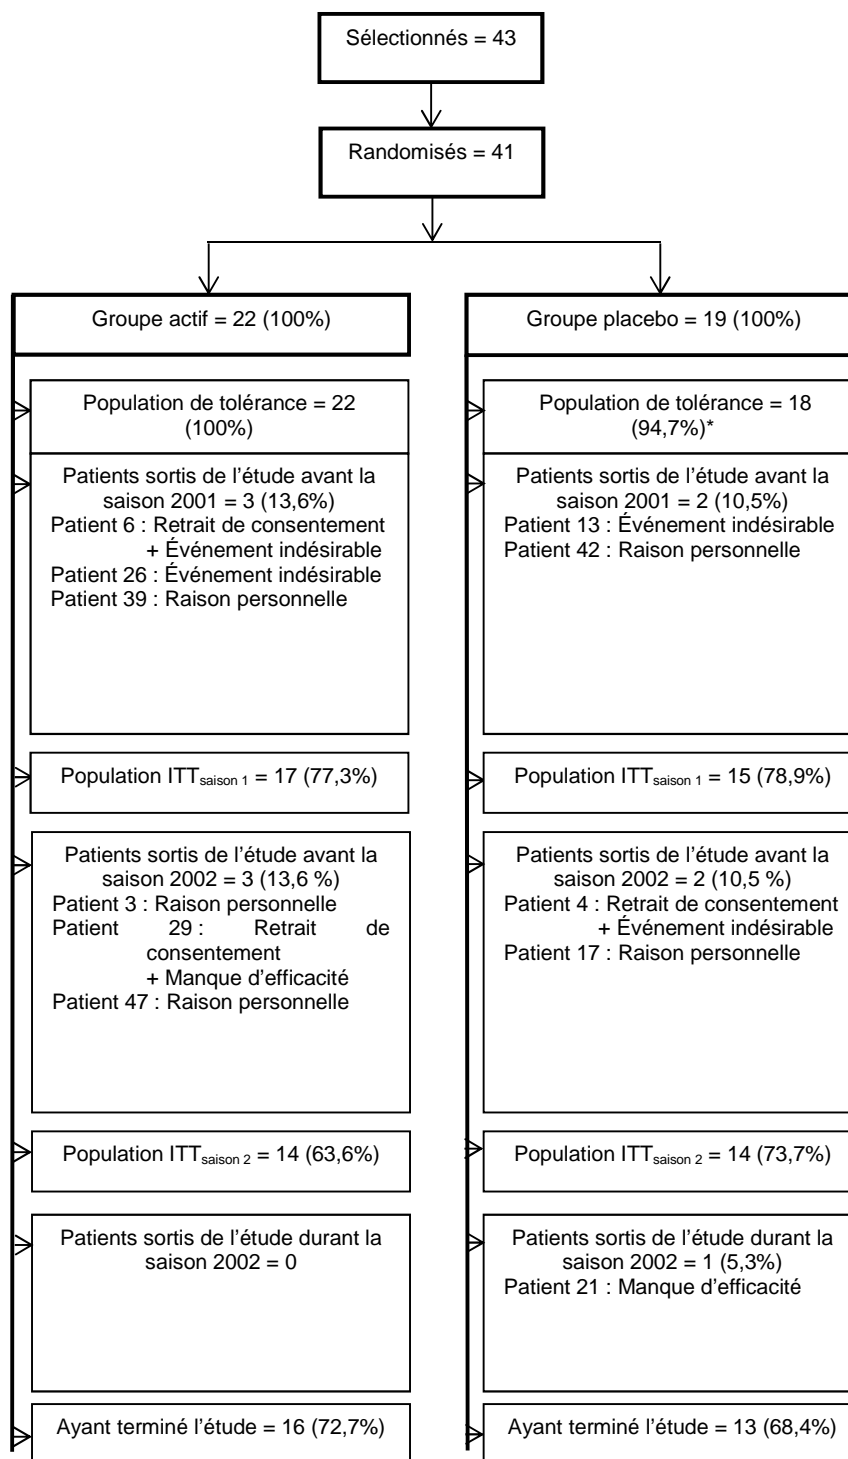 Sélectionnés = 43
Randomisés = 41
Groupe actif = 22 (100%)
Population de tolérance = 22
(100%)
Patients sortis de l'étude avant la
saison 2001 = 3 (13,6%)
Patient 6 : Retrait de consentement
+ Événement indésirable
Patient 26 : Événement indésirable
Patient 39 : Raison personnelle
Population ITT saison 1 = 17 (77,3%)
Patients sortis de l'étude avant la
saison 2002 = 3 (13,6 %)
Patient 3 : Raison personnelle
Patient 29 : Retrait de
consentement
+ Manque d'efficacité
Patient 47 : Raison personnelle
Population ITT saison 2 = 14 (63,6%)
Patients sortis de l'étude durant la
saison 2002 = 0
Ayant terminé l'étude = 16 (72,7%)
Groupe placebo = 19 (100%)
Population de tolérance = 18
(94,7%)*
Patients sortis de l'étude avant la
saison 2001 = 2 (10,5%)
Patient 13 : Événement indésirable
Patient 42 : Raison personnelle
Population ITT saison 1 = 15 (78,9%)
Patients sortis de l'étude avant la
saison 2002 = 2 (10,5 %)
Patient 4 : Retrait de consentement
+ Événement indésirable
Patient 17 : Raison personnelle
Population ITT saison 2 = 14 (73,7%)
Patients sortis de l'étude durant la
saison 2002 = 1 (5,3%)
Patient 21 : Manque d'efficacité
Ayant terminé l'étude = 13 (68,4%)